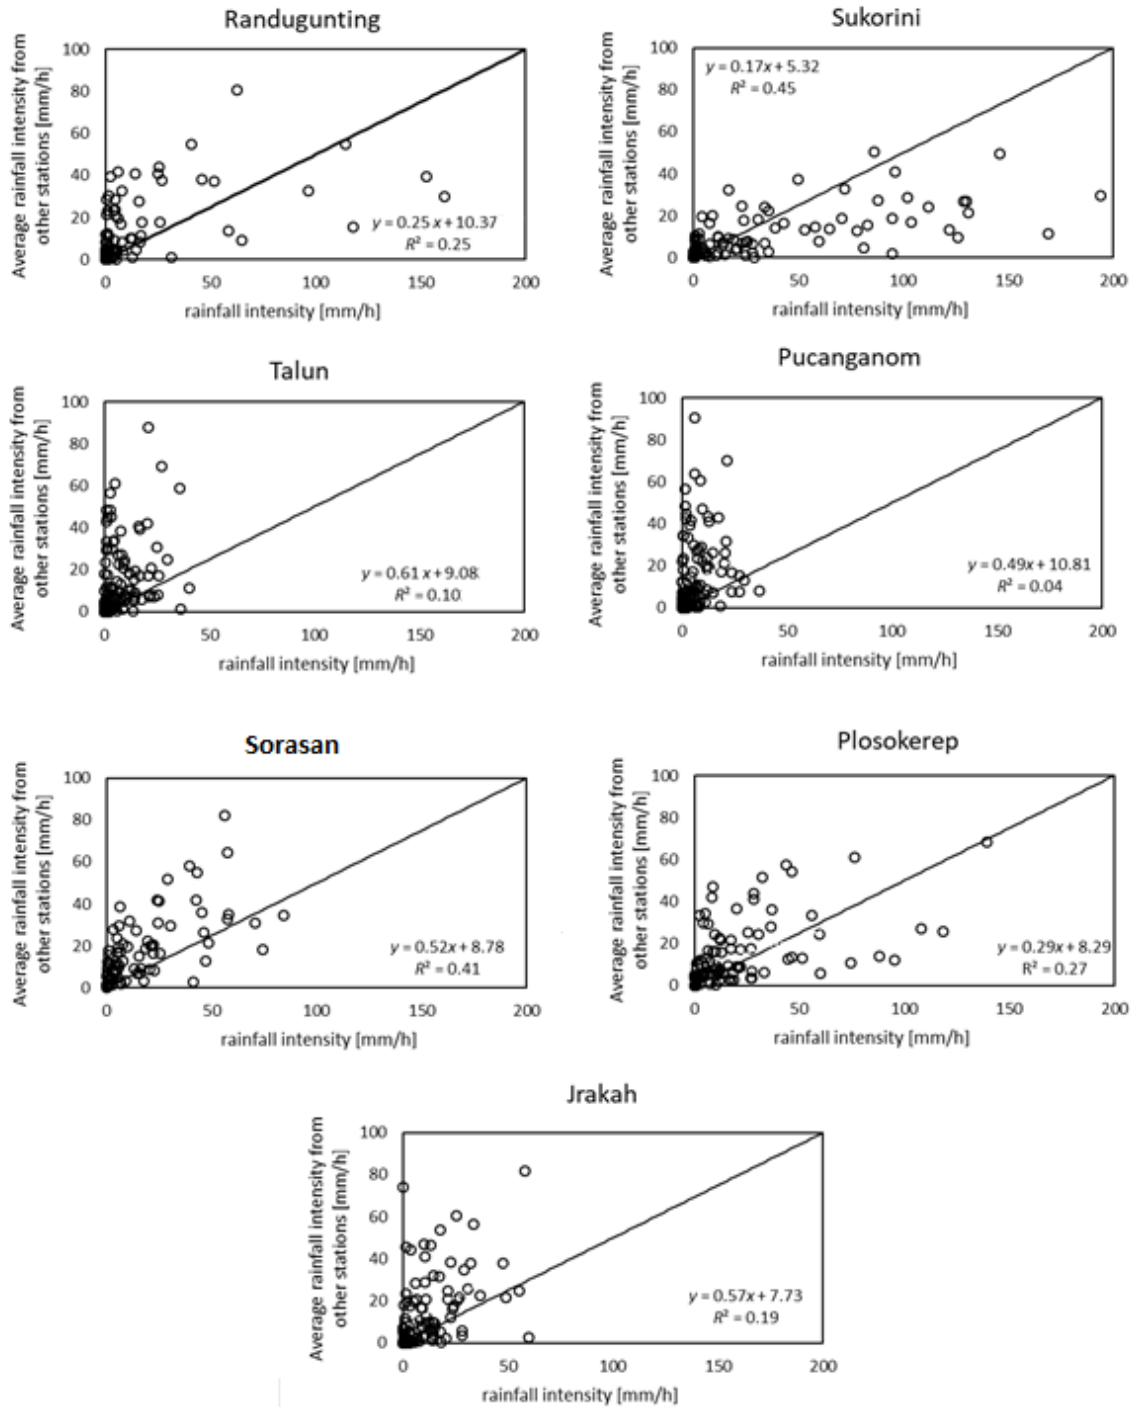 Randugunting
Average rainfall intensity from
other stations [mm/h]
100
80
60
40
20
0
y = 0.25x + 10.37
R² = 0.25
0 50 100 150 200
rainfall intensity [mm/h]
Sukorini
Average rainfall intensity from
other stations [mm/h]
100
80
60
40
20
0
y = 0.17x + 5.32
R² = 0.45
0 50 100 150 200
rainfall intensity [mm/h]
Talun
Average rainfall intensity from
other stations [mm/h]
100
80
60
40
20
0
y = 0.61x + 9.08
R² = 0.10
0 50 100 150 200
rainfall intensity [mm/h]
Pucanganom
Average rainfall intensity from
other stations [mm/h]
100
80
60
40
20
0
y = 0.49x + 10.81
R² = 0.04
0 50 100 150 200
rainfall intensity [mm/h]
Sorasan
Average rainfall intensity from
other stations [mm/h]
100
80
60
40
20
0
y = 0.52x + 8.78
R² = 0.41
0 50 100 150 200
rainfall intensity [mm/h]
Plosokerep
Average rainfall intensity from
other stations [mm/h]
100
80
60
40
20
0
y = 0.29x + 8.29
R² = 0.27
0 50 100 150 200
rainfall intensity [mm/h]
Jrakah
Average rainfall intensity from
other stations [mm/h]
100
80
60
40
20
0
y = 0.57x + 7.73
R² = 0.19
0 50 100 150 200
rainfall intensity [mm/h]